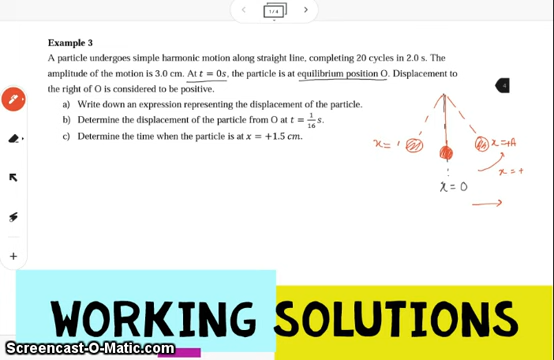 1 / 4
Example 3
A particle undergoes simple harmonic motion along straight line, completing 20 cycles in 2.0 s. The
amplitude of the motion is 3.0 cm. At t = 0s, the particle is at equilibrium position O. Displacement to
the right of O is considered to be positive.
4
a) Write down an expression representing the displacement of the particle.
b) Determine the displacement of the particle from O at t = 1/16 s.
c) Determine the time when the particle is at x = +1.5 cm.
x = x = +A
x = +
x = 0
WORKING SOLUTIONS
Screencast-O-Matic.com